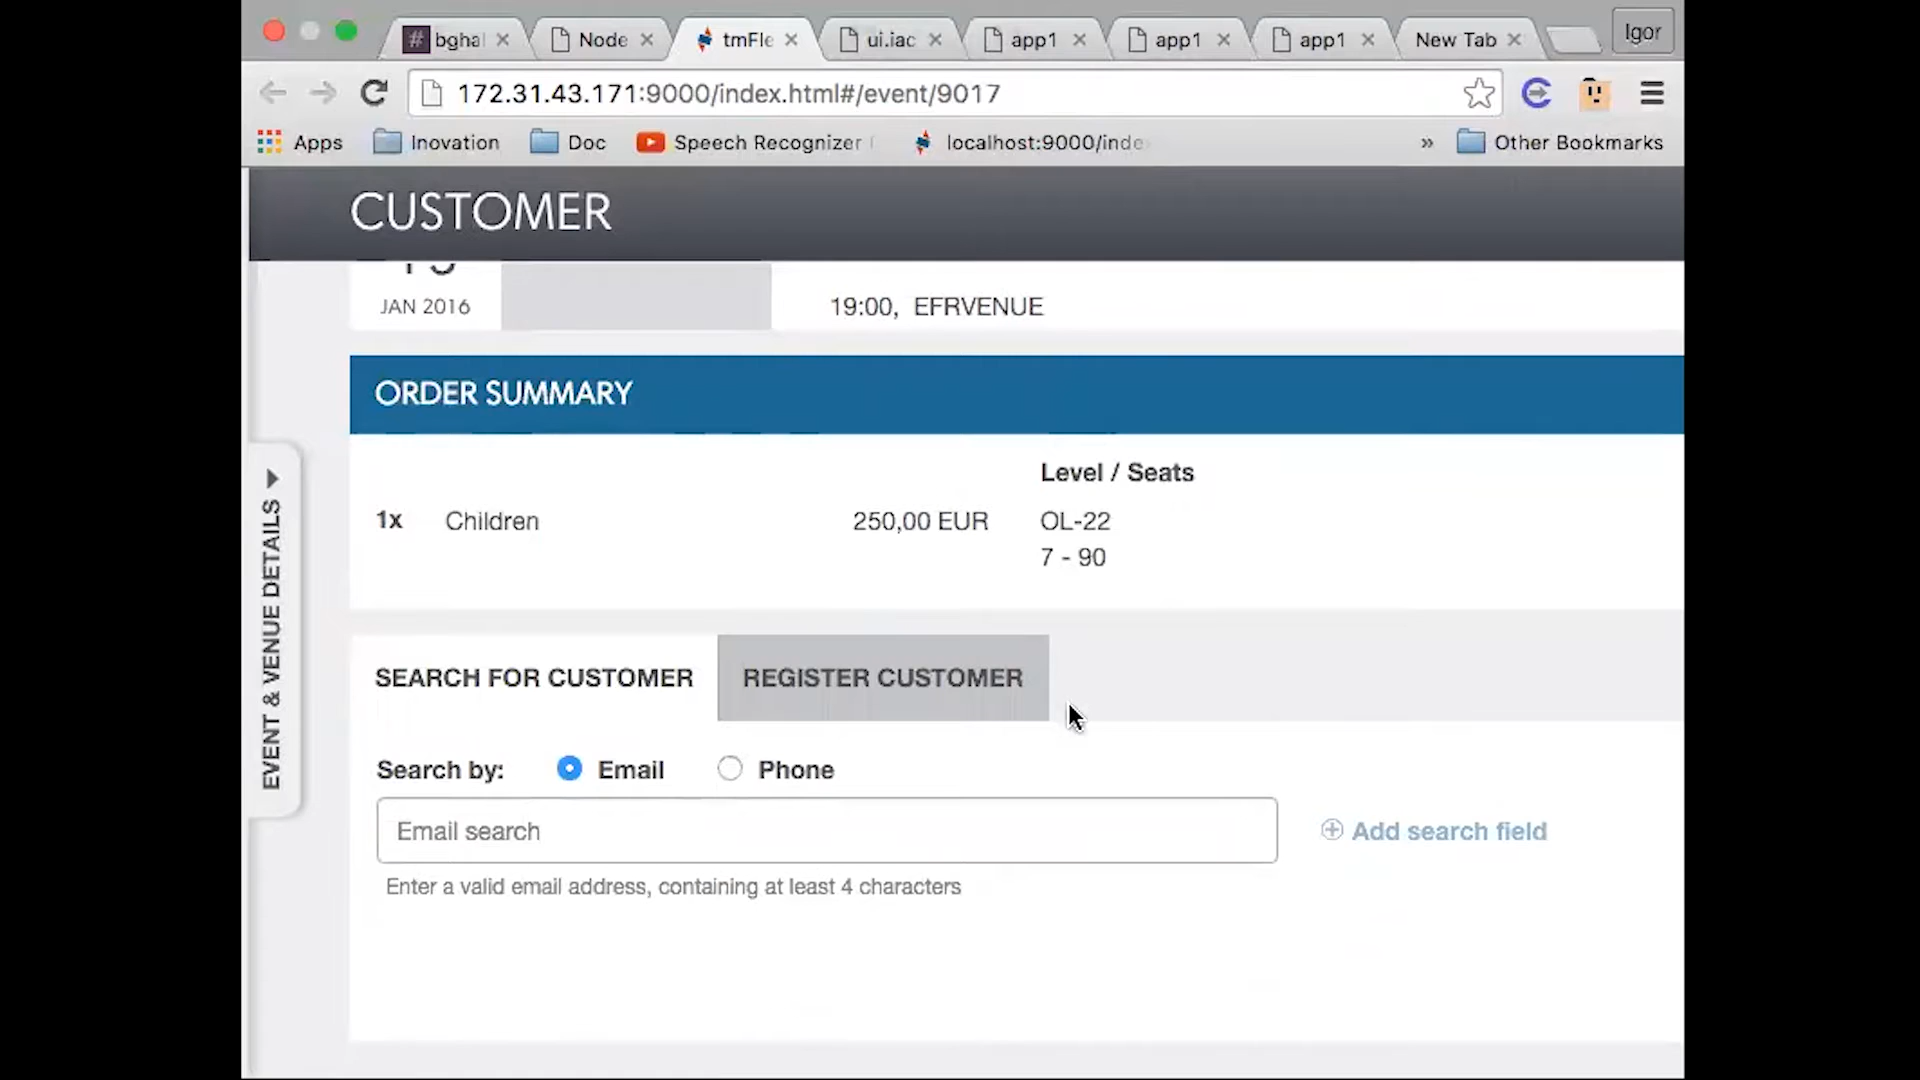 bghal
Node
tmFle
ui.iac
app1
app1
app1
New Tab
Igor
172.31.43.171:9000/index.html#/event/9017
Apps
Inovation
Doc
Speech Recognizer
localhost:9000/inde
»
Other Bookmarks
CUSTOMER
JAN 2016
19:00, EFRVENUE
ORDER SUMMARY
Level / Seats
1x Children 250,00 EUR OL-22
7 - 90
EVENT & VENUE DETAILS
SEARCH FOR CUSTOMER
REGISTER CUSTOMER
Search by: Email Phone
Email search
Add search field
Enter a valid email address, containing at least 4 characters